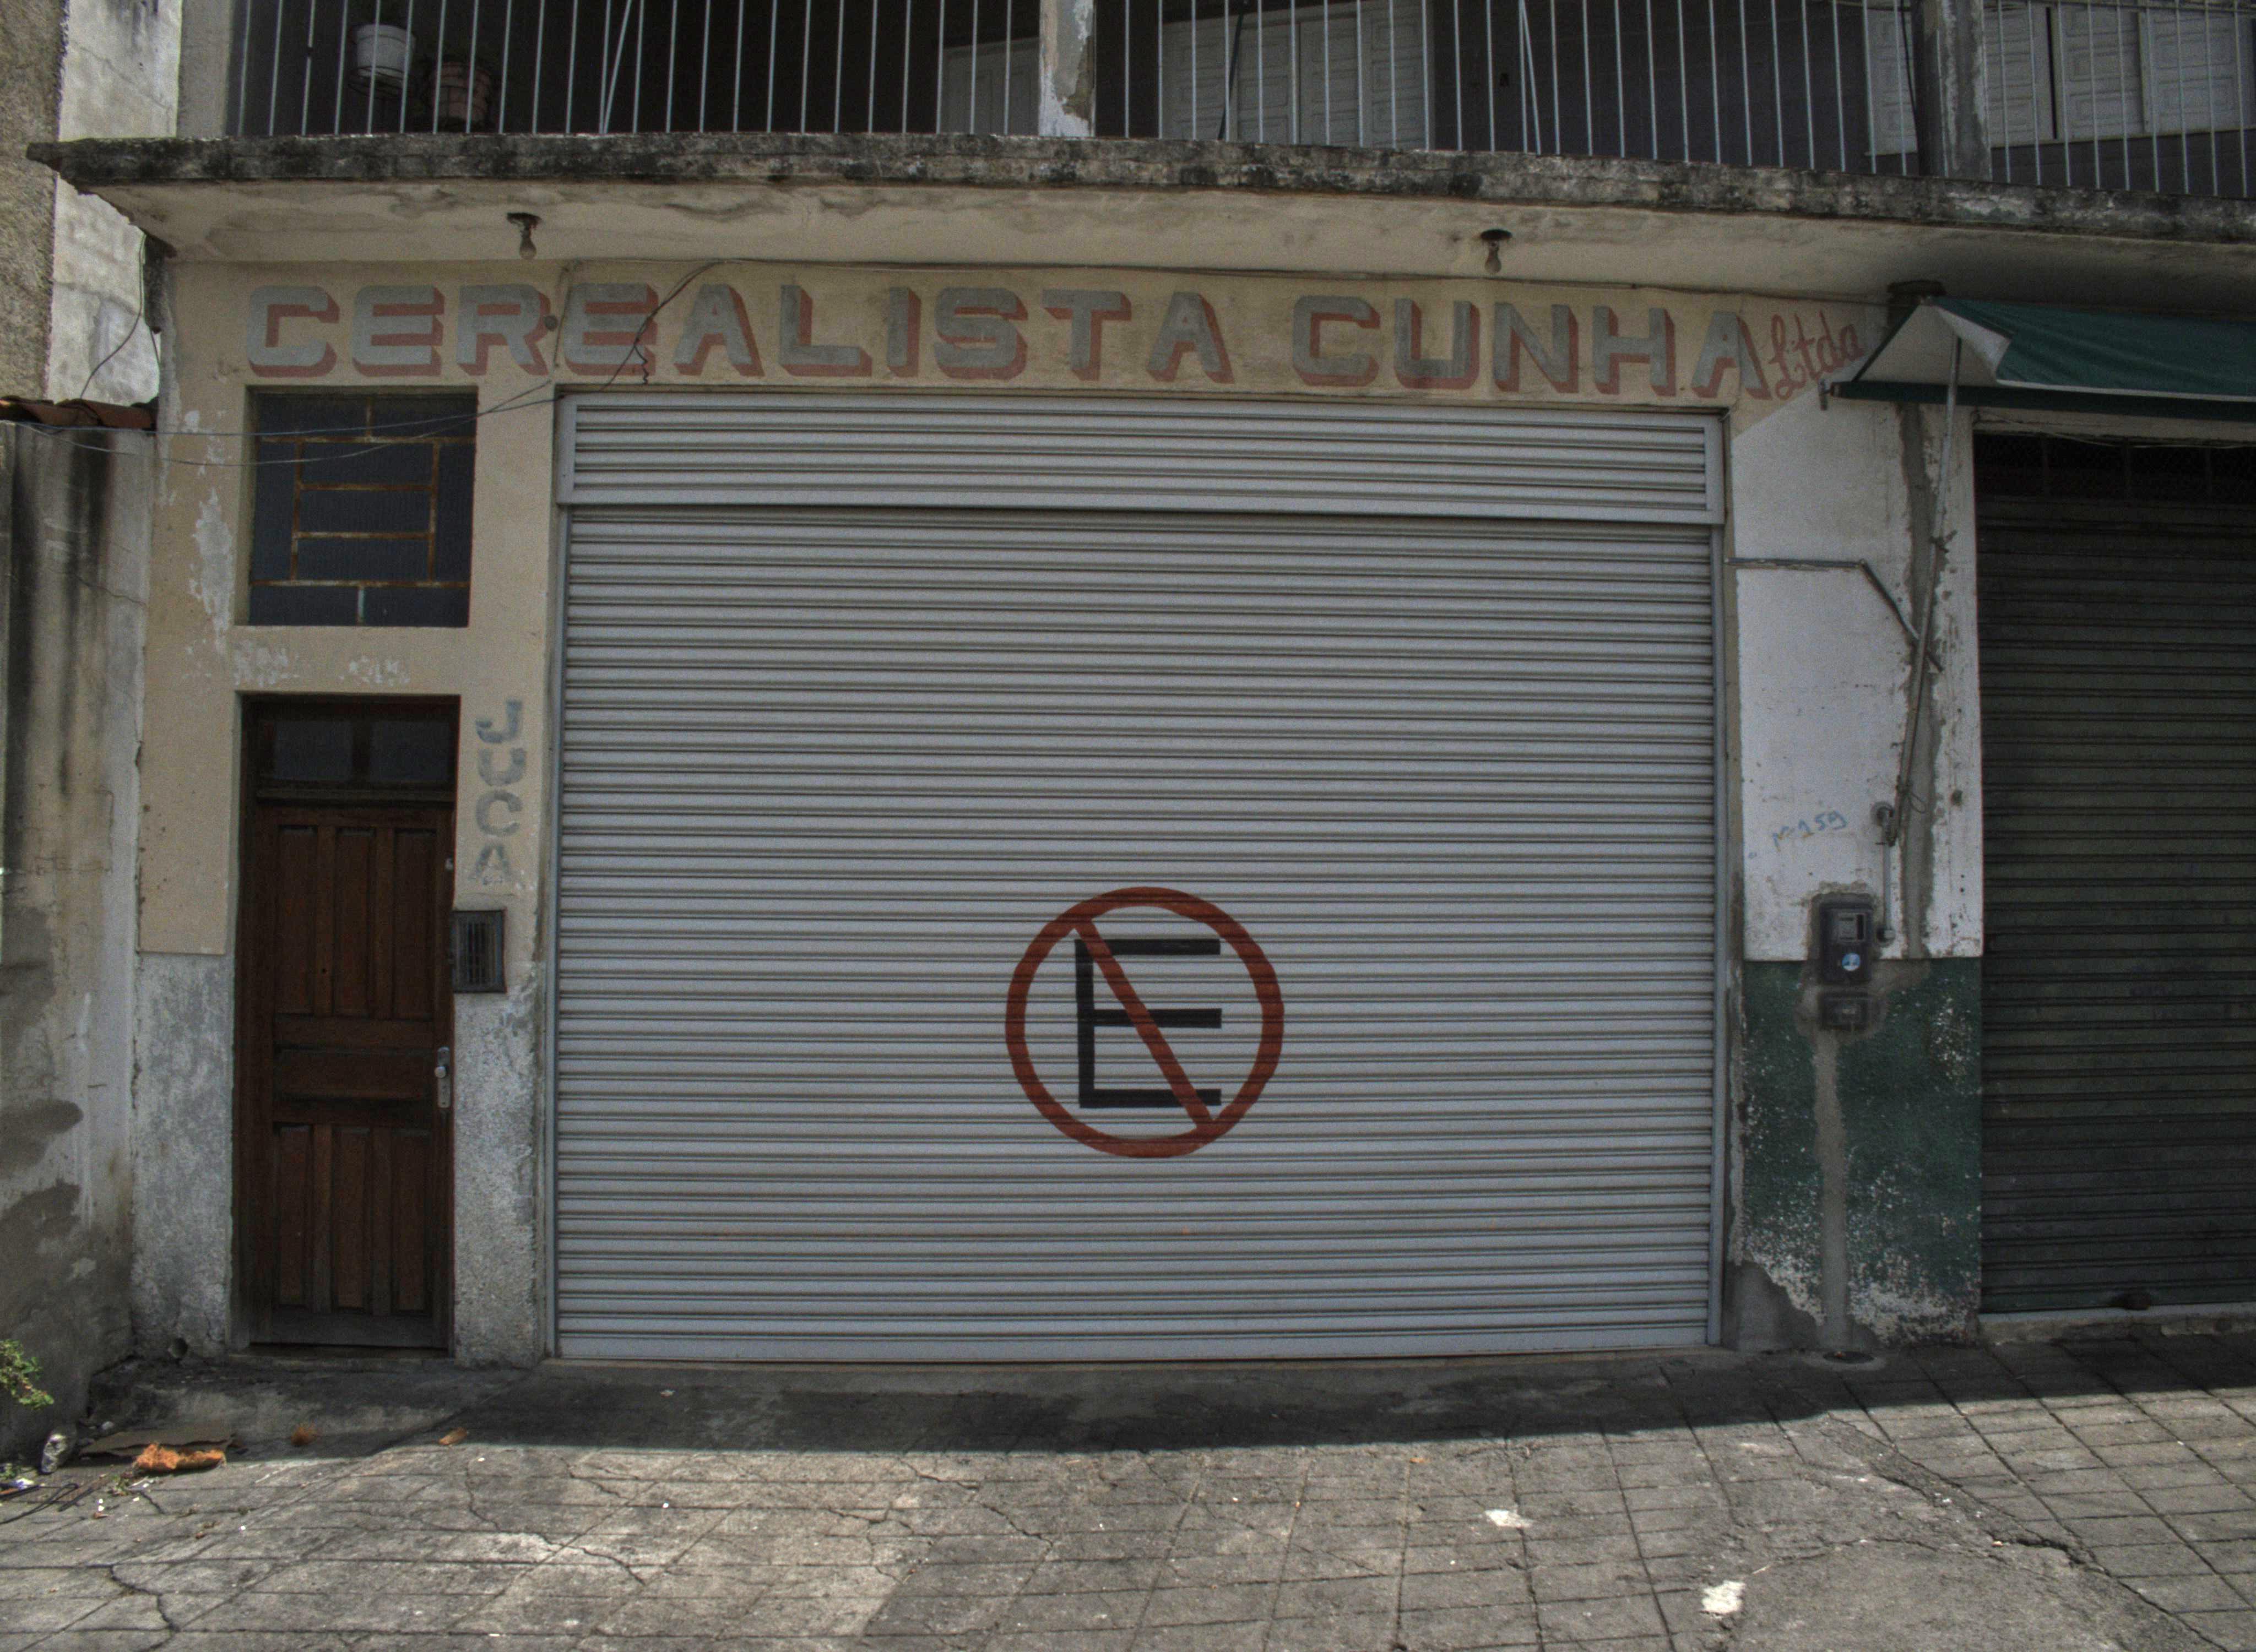 CEREALISTA CUNHA Ltda
JUCA
Nº 159
E